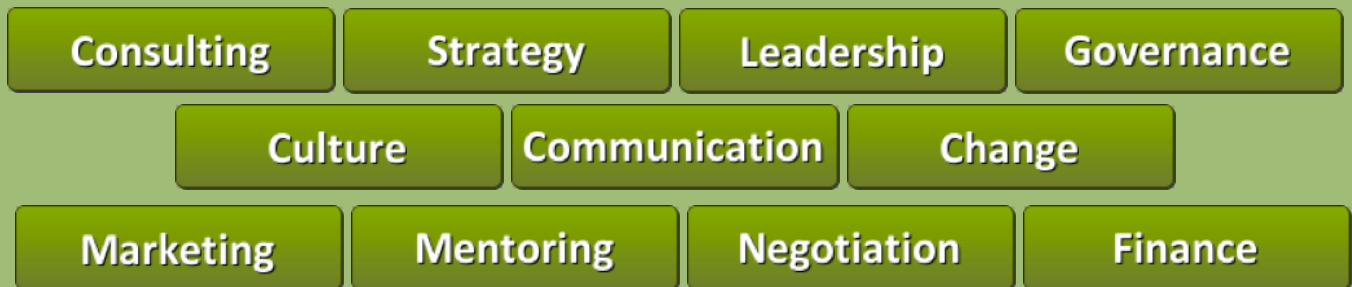 Consulting Strategy Leadership Governance
Culture Communication Change
Marketing Mentoring Negotiation Finance